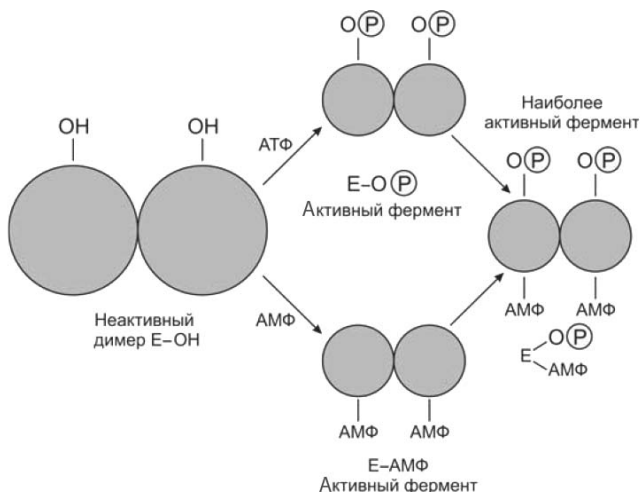 OⓅ OⓅ
Наиболее
активный фермент
OH OH
АТФ
OⓅ OⓅ
E–OⓅ
Активный фермент
АМФ АМФ
Неактивный
димер E–OH
АМФ
OⓅ
E
АМФ
АМФ АМФ
E–АМФ
Активный фермент